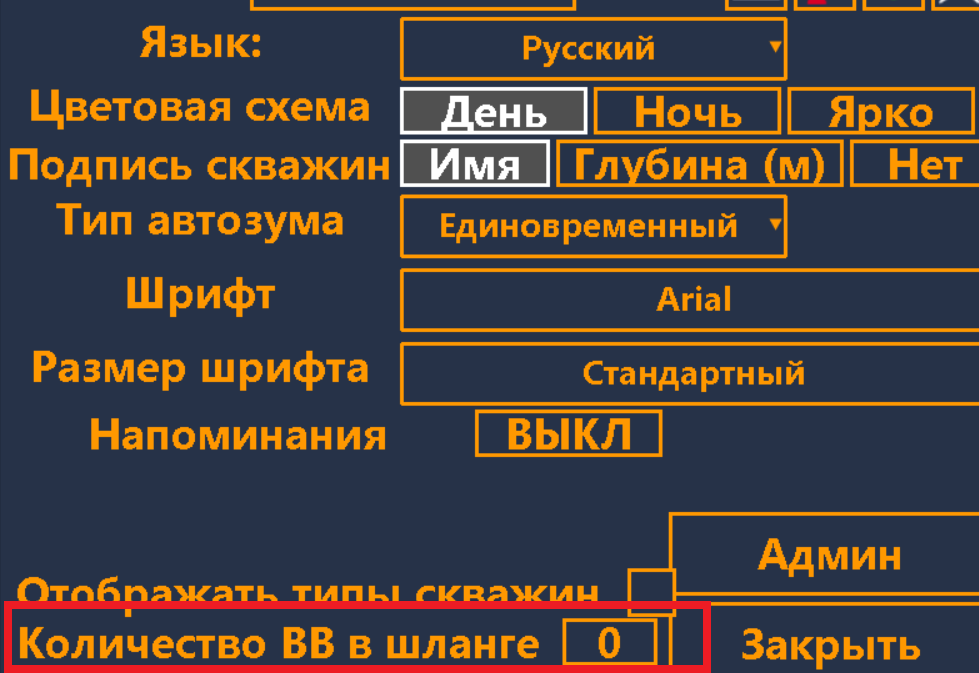 Язык: Русский
Цветовая схема День Ночь Ярко
Подпись скважин Имя Глубина (м) Нет
Тип автозума Единовременный
Шрифт Arial
Размер шрифта Стандартный
Напоминания ВЫКЛ
Админ
Отображать типы скважин
Количество ВВ в шланге 0
Закрыть